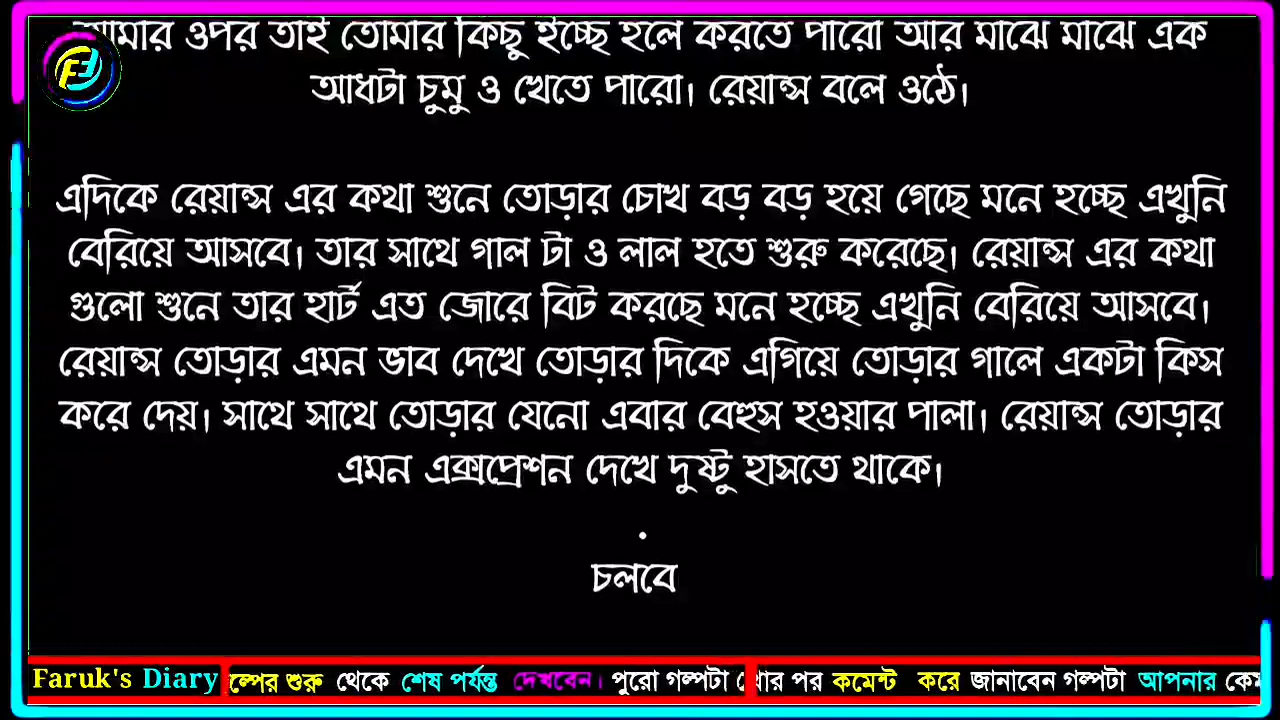 আমার ওপর তাই তোমার কিছু ইচ্ছে হলে করতে পারো আর মাঝে মাঝে এক
আধটা চুমু ও খেতে পারো। রেয়ান্স বলে ওঠে।
এদিকে রেয়ান্স এর কথা শুনে তোড়ার চোখ বড় বড় হয়ে গেছে মনে হচ্ছে এখুনি
বেরিয়ে আসবে। তার সাথে গাল টা ও লাল হতে শুরু করেছে। রেয়ান্স এর কথা
গুলো শুনে তার হার্ট এত জোরে বিট করছে মনে হচ্ছে এখুনি বেরিয়ে আসবে।
রেয়ান্স তোড়ার এমন ভাব দেখে তোড়ার দিকে এগিয়ে তোড়ার গালে একটা কিস
করে দেয়। সাথে সাথে তোড়ার যেনো এবার বেহুস হওয়ার পালা। রেয়ান্স তোড়ার
এমন এক্সপ্রেশন দেখে দুষ্টু হাসতে থাকে।
.
চলবে
Faruk's Diary ল্পের শুরু থেকে শেষ পর্যন্ত দেখবেন। পুরো গল্পটা পর কমেন্ট করে জানাবেন গল্পটা আপনার